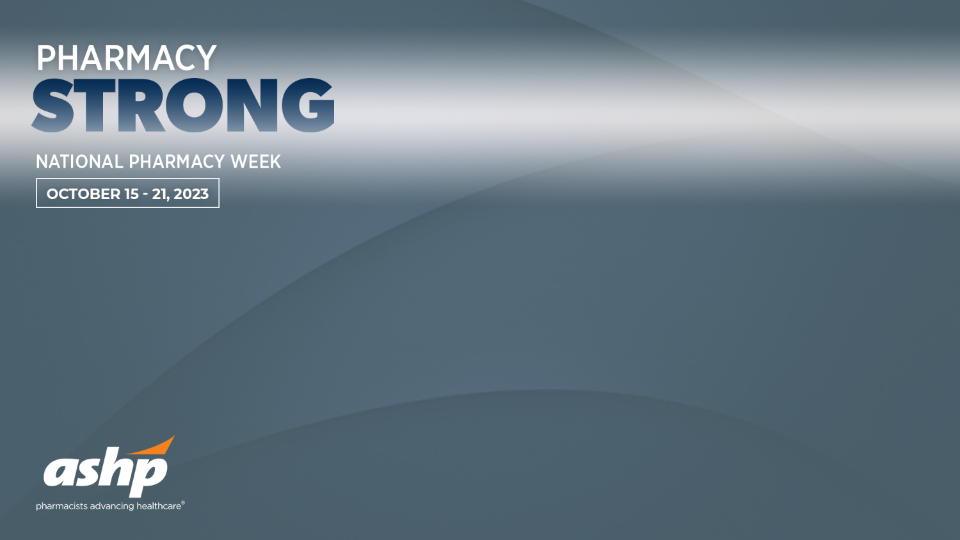 PHARMACY
STRONG
NATIONAL PHARMACY WEEK
OCTOBER 15 - 21, 2023
ashp
pharmacists advancing healthcare®